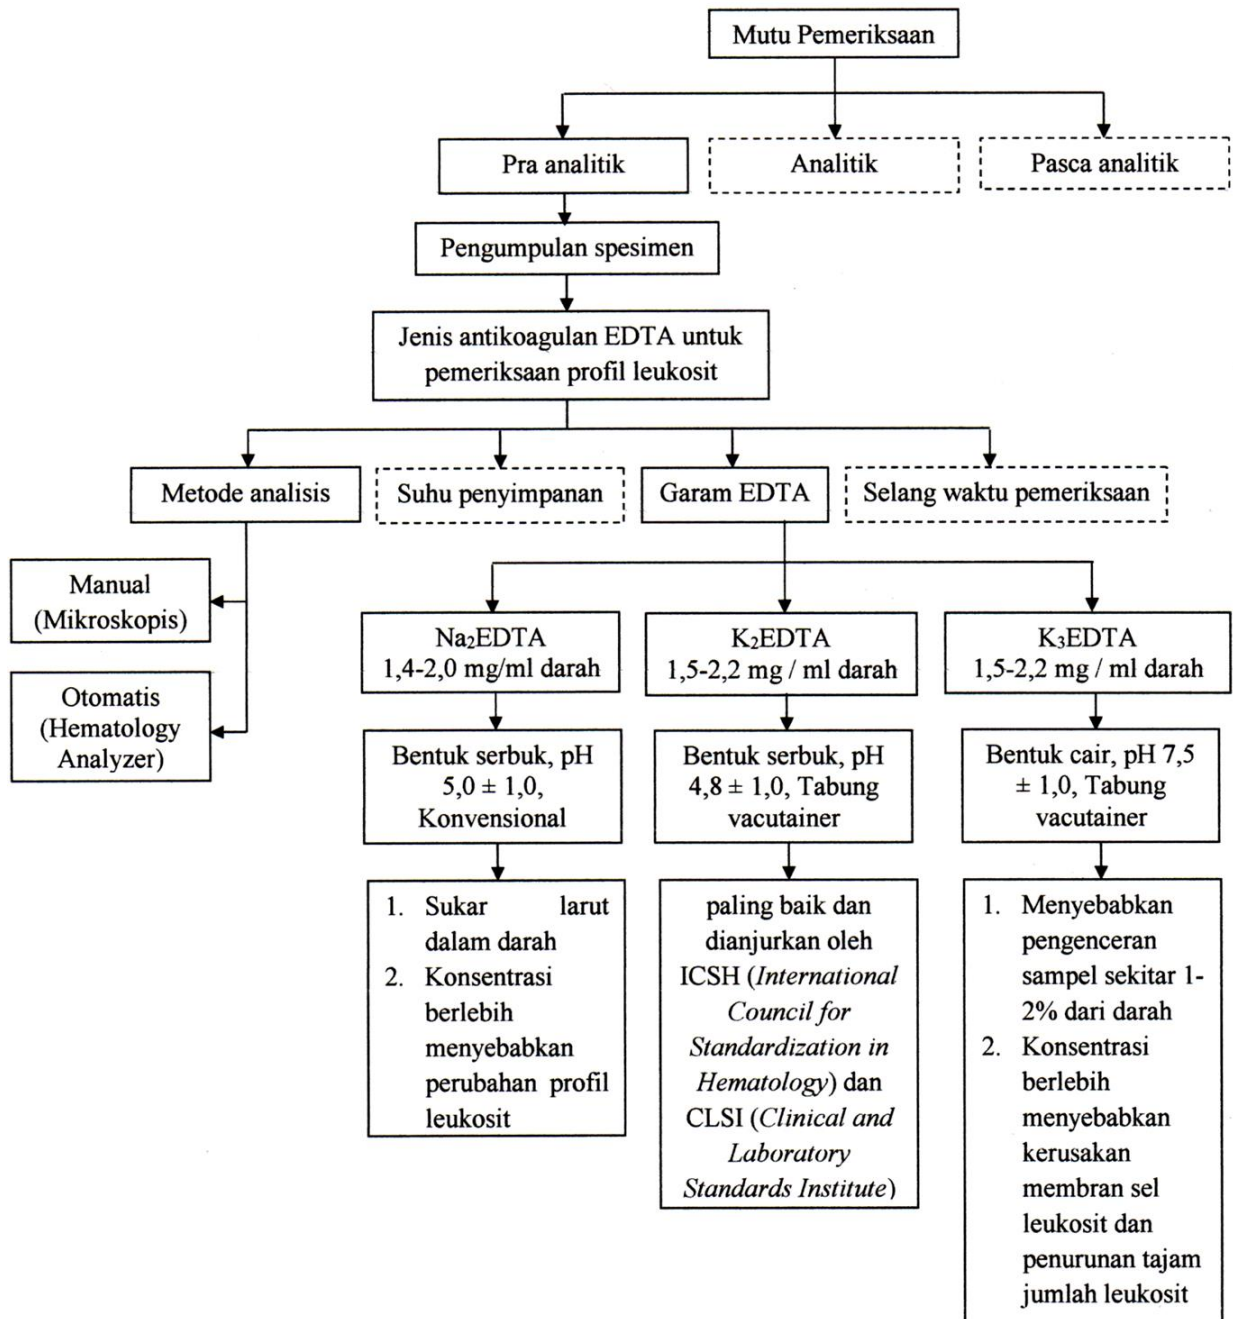 Mutu Pemeriksaan
Pra analitik
Analitik
Pasca analitik
Pengumpulan spesimen
Jenis antikoagulan EDTA untuk
pemeriksaan profil leukosit
Metode analisis
Suhu penyimpanan
Garam EDTA
Selang waktu pemeriksaan
Manual
(Mikroskopis)
Otomatis
(Hematology
Analyzer)
Na₂EDTA
1,4-2,0 mg/ml darah
K₂EDTA
1,5-2,2 mg / ml darah
K₃EDTA
1,5-2,2 mg / ml darah
Bentuk serbuk, pH
5,0 ± 1,0,
Konvensional
Bentuk serbuk, pH
4,8 ± 1,0, Tabung
vacutainer
Bentuk cair, pH 7,5
± 1,0, Tabung
vacutainer
1. Sukar larut
dalam darah
2. Konsentrasi
berlebih
menyebabkan
perubahan profil
leukosit
paling baik dan
dianjurkan oleh
ICSH (International
Council for
Standardization in
Hematology) dan
CLSI (Clinical and
Laboratory
Standards Institute)
1. Menyebabkan
pengenceran
sampel sekitar 1-
2% dari darah
2. Konsentrasi
berlebih
menyebabkan
kerusakan
membran sel
leukosit dan
penurunan tajam
jumlah leukosit